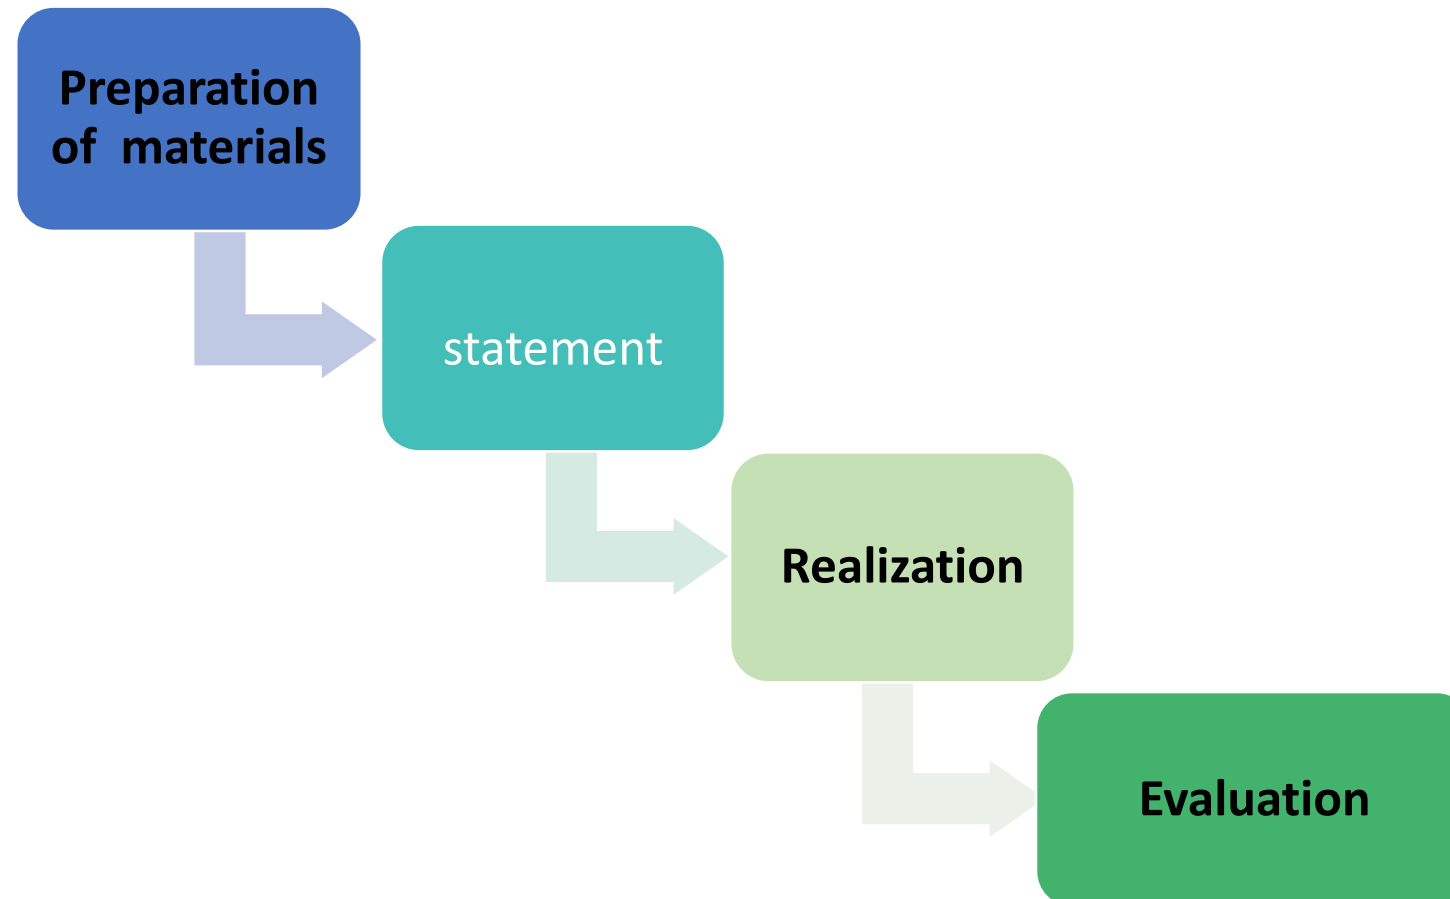 Preparation
of  materials
statement
Realization
Evaluation